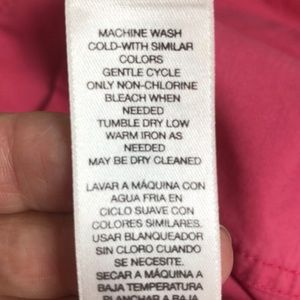 MACHINE WASH
COLD-WITH SIMILAR
COLORS
GENTLE CYCLE
ONLY NON-CHLORINE
BLEACH WHEN
NEEDED
TUMBLE DRY LOW
WARM IRON AS
NEEDED
MAY BE DRY CLEANED
LAVAR A MÁQUINA CON
AGUA FRIA EN
CICLO SUAVE CON
COLORES SIMILARES.
USAR BLANQUEADOR
SIN CLORO CUANDO
SE NECESITE.
SECAR A MÁQUINA A
BAJA TEMPERATURA
PLANCHAR A BAJA